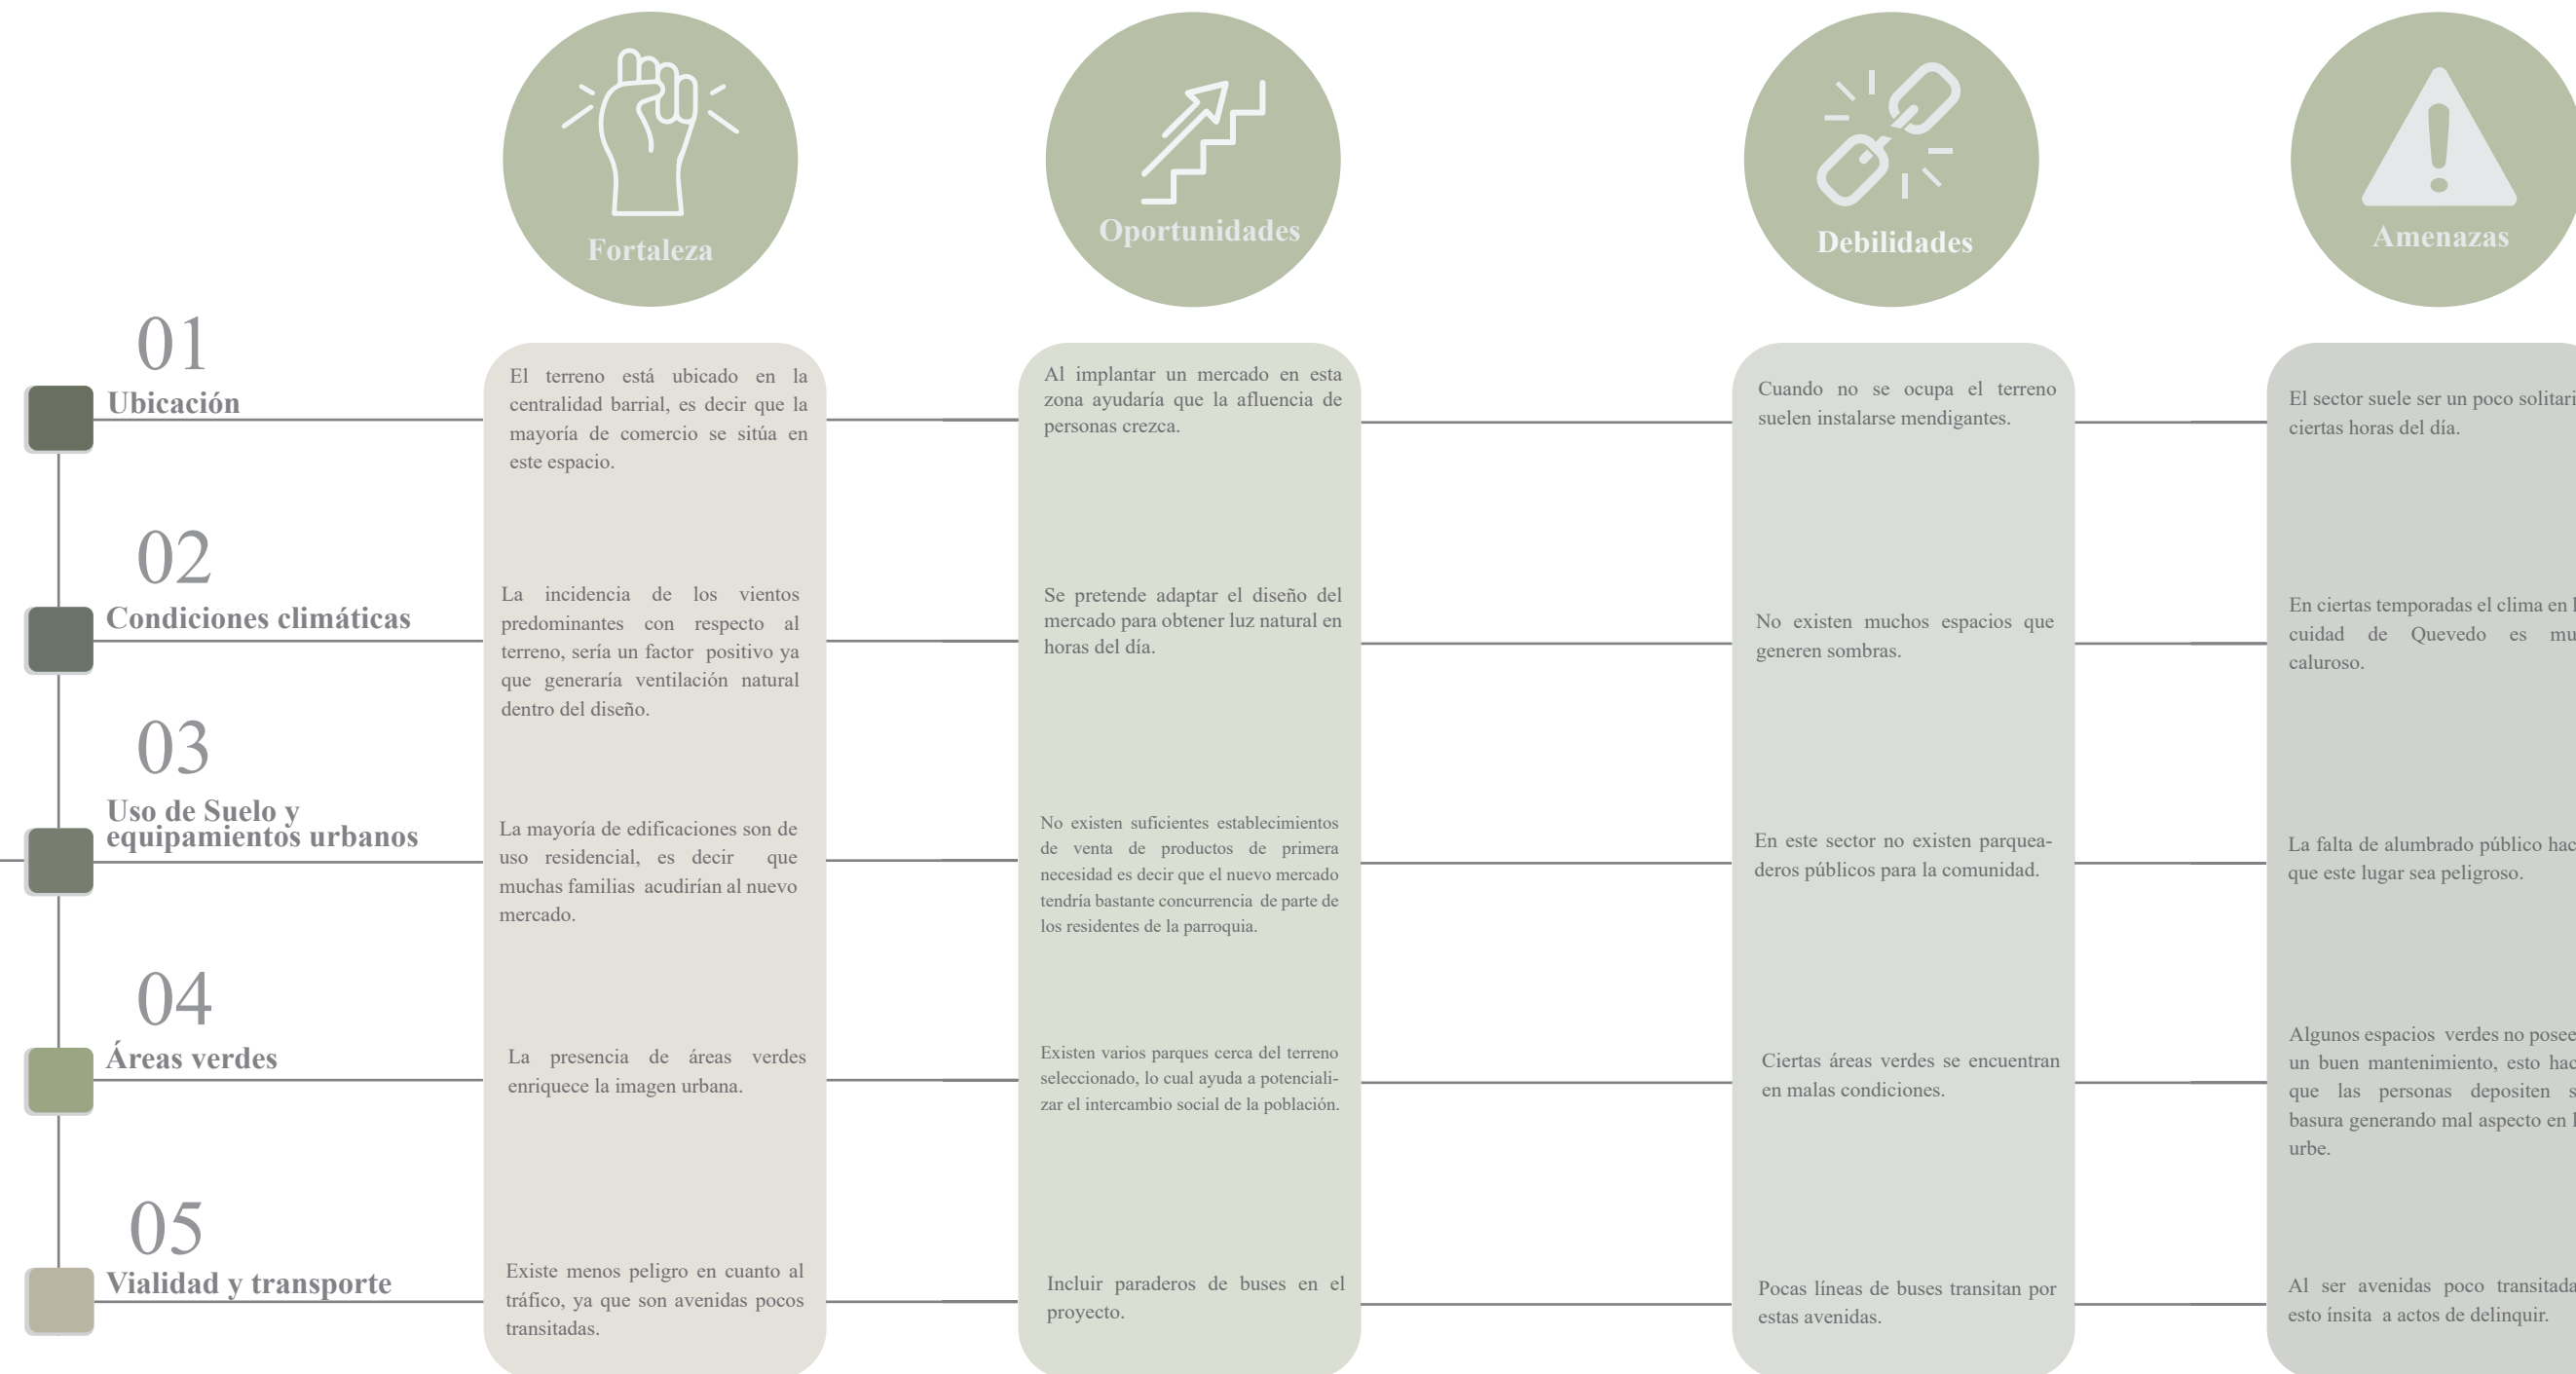 Fortaleza
Oportunidades
Debilidades
Amenazas
01
Ubicación
El terreno está ubicado en la
centralidad barrial, es decir que la
mayoría de comercio se sitúa en
este espacio.
Al implantar un mercado en esta
zona ayudaría que la afluencia de
personas crezca.
Cuando no se ocupa el terreno
suelen instalarse mendigantes.
El sector suele ser un poco solitari
ciertas horas del día.
02
Condiciones climáticas
La incidencia de los vientos
predominantes con respecto al
terreno, sería un factor positivo ya
que generaría ventilación natural
dentro del diseño.
Se pretende adaptar el diseño del
mercado para obtener luz natural en
horas del día.
No existen muchos espacios que
generen sombras.
En ciertas temporadas el clima en l
cuidad de Quevedo es mu
caluroso.
03
Uso de Suelo y
equipamientos urbanos
La mayoría de edificaciones son de
uso residencial, es decir que
muchas familias acudirían al nuevo
mercado.
No existen suficientes establecimientos
de venta de productos de primera
necesidad es decir que el nuevo mercado
tendría bastante concurrencia de parte de
los residentes de la parroquia.
En este sector no existen parquea-
deros públicos para la comunidad.
La falta de alumbrado público hac
que este lugar sea peligroso.
04
Áreas verdes
La presencia de áreas verdes
enriquece la imagen urbana.
Existen varios parques cerca del terreno
seleccionado, lo cual ayuda a potenciali-
zar el intercambio social de la población.
Ciertas áreas verdes se encuentran
en malas condiciones.
Algunos espacios verdes no posee
un buen mantenimiento, esto hac
que las personas depositen s
basura generando mal aspecto en l
urbe.
05
Vialidad y transporte
Existe menos peligro en cuanto al
tráfico, ya que son avenidas pocos
transitadas.
Incluir paraderos de buses en el
proyecto.
Pocas líneas de buses transitan por
estas avenidas.
Al ser avenidas poco transitada
esto ínsita a actos de delinquir.